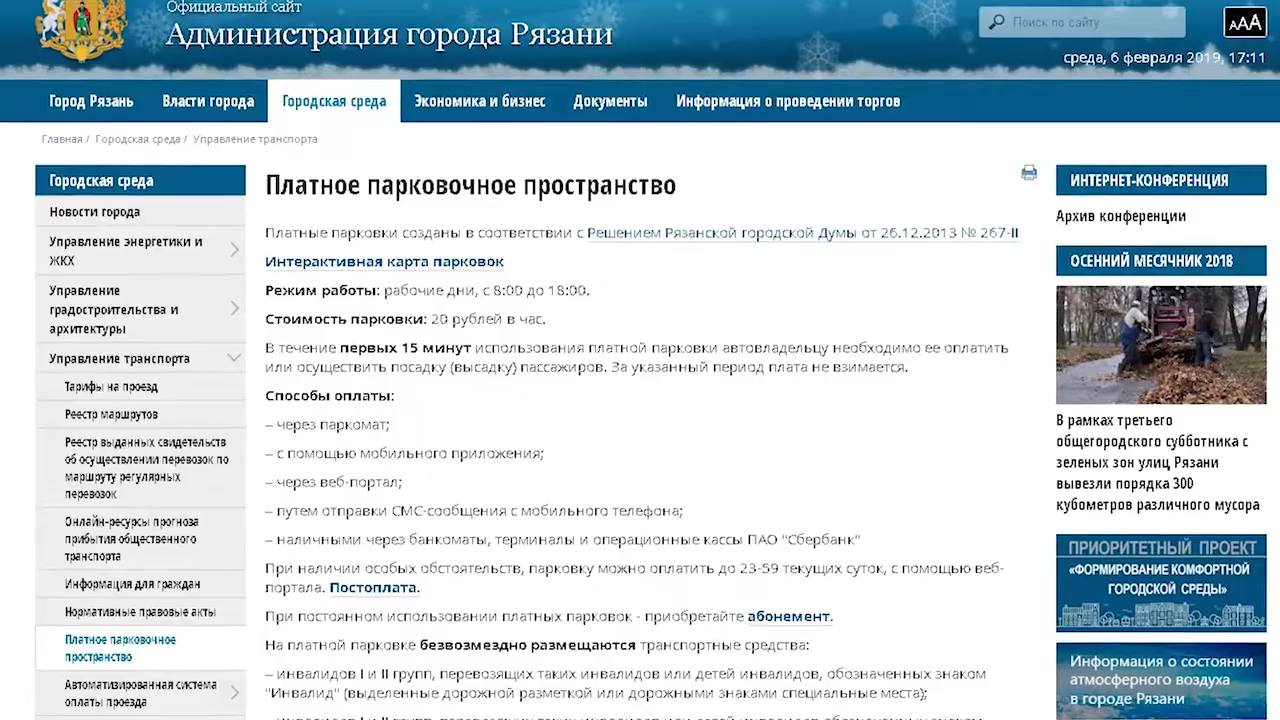 Официальный сайт
Администрация города Рязани
Поиск по сайту
AAA
среда, 6 февраля 2019, 17:11
Город Рязань
Власти города
Городская среда
Экономика и бизнес
Документы
Информация о проведении торгов
Главная / Городская среда / Управление транспорта
Городская среда
Новости города
Управление энергетики и
ЖКХ
Управление
градостроительства и
архитектуры
Управление транспорта
Тарифы на проезд
Реестр маршрутов
Реестр выданных свидетельств
об осуществлении перевозок по
маршруту регулярных
перевозок
Онлайн-ресурсы прогноза
прибытия общественного
транспорта
Информация для граждан
Нормативные правовые акты
Платное парковочное
пространство
Автоматизированная система
оплаты проезда
Платное парковочное пространство
Платные парковки созданы в соответствии с Решением Рязанской городской Думы от 26.12.2013 № 267-II
Интерактивная карта парковок
Режим работы: рабочие дни, с 8:00 до 18:00.
Стоимость парковки: 20 рублей в час.
В течение первых 15 минут использования платной парковки автовладельцу необходимо ее оплатить
или осуществить посадку (высадку) пассажиров. За указанный период плата не взимается.
Способы оплаты:
– через паркомат;
– с помощью мобильного приложения;
– через веб-портал;
– путем отправки СМС-сообщения с мобильного телефона;
– наличными через банкоматы, терминалы и операционные кассы ПАО "Сбербанк"
При наличии особых обстоятельств, парковку можно оплатить до 23-59 текущих суток, с помощью веб-
портала. Постоплата.
При постоянном использовании платных парковок - приобретайте абонемент.
На платной парковке безвозмездно размещаются транспортные средства:
– инвалидов I и II групп, перевозящих таких инвалидов или детей инвалидов, обозначенных знаком
"Инвалид" (выделенные дорожной разметкой или дорожными знаками специальные места);
ИНТЕРНЕТ-КОНФЕРЕНЦИЯ
Архив конференции
ОСЕННИЙ МЕСЯЧНИК 2018
В рамках третьего
общегородского субботника с
зеленых зон улиц Рязани
вывезли порядка 300
кубометров различного мусора
ПРИОРИТЕТНЫЙ ПРОЕКТ
«ФОРМИРОВАНИЕ КОМФОРТНОЙ
ГОРОДСКОЙ СРЕДЫ»
Информация о состоянии
атмосферного воздуха
в городе Рязани